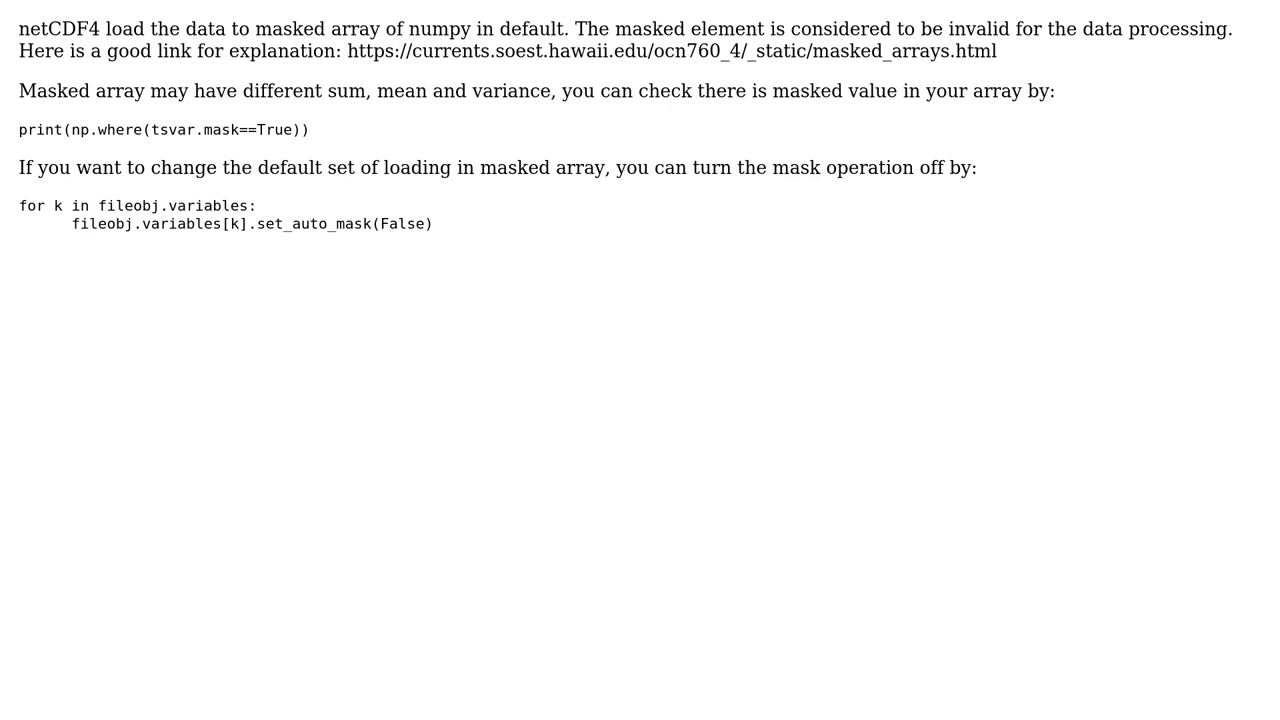 netCDF4 load the data to masked array of numpy in default. The masked element is considered to be invalid for the data processing.
Here is a good link for explanation: https://currents.soest.hawaii.edu/ocn760_4/_static/masked_arrays.html
Masked array may have different sum, mean and variance, you can check there is masked value in your array by:
print(np.where(tsvar.mask==True))
If you want to change the default set of loading in masked array, you can turn the mask operation off by:
for k in fileobj.variables:
      fileobj.variables[k].set_auto_mask(False)